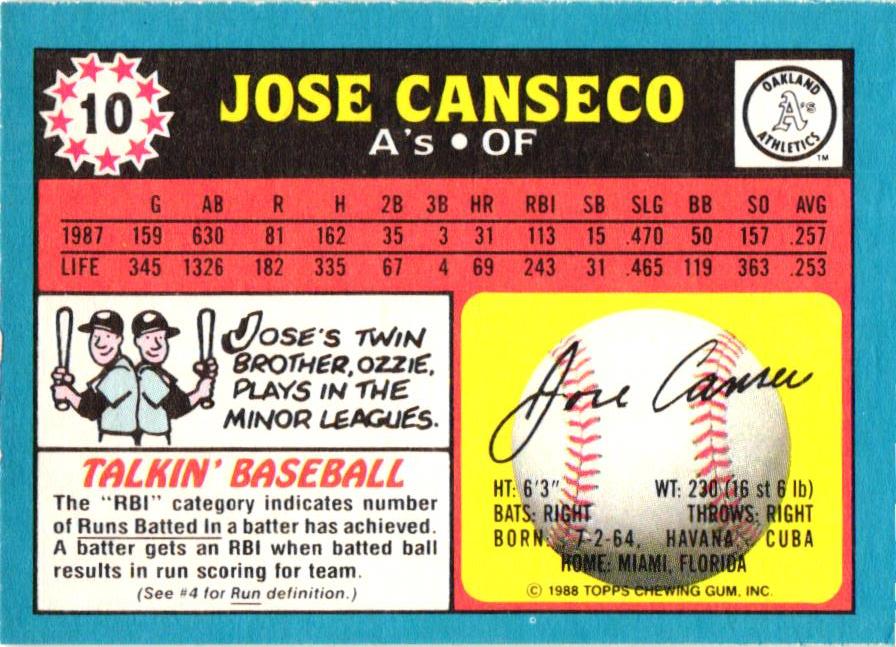 10
JOSE CANSECO
A's • OF
OAKLAND
A's
ATHLETICS
TM
G AB R H 2B 3B HR RBI SB SLG BB SO AVG
1987 159 630 81 162 35 3 31 113 15 .470 50 157 .257
LIFE 345 1326 182 335 67 4 69 243 31 .465 119 363 .253
JOSE'S TWIN
BROTHER, OZZIE,
PLAYS IN THE
MINOR LEAGUES.
TALKIN' BASEBALL
The "RBI" category indicates number
of Runs Batted In a batter has achieved.
A batter gets an RBI when batted ball
results in run scoring for team.
(See #4 for Run definition.)
Jose Canseco
HT: 6'3" WT: 230 (16 st 6 lb)
BATS: RIGHT THROWS: RIGHT
BORN: 7-2-64, HAVANA, CUBA
HOME: MIAMI, FLORIDA
© 1988 TOPPS CHEWING GUM, INC.